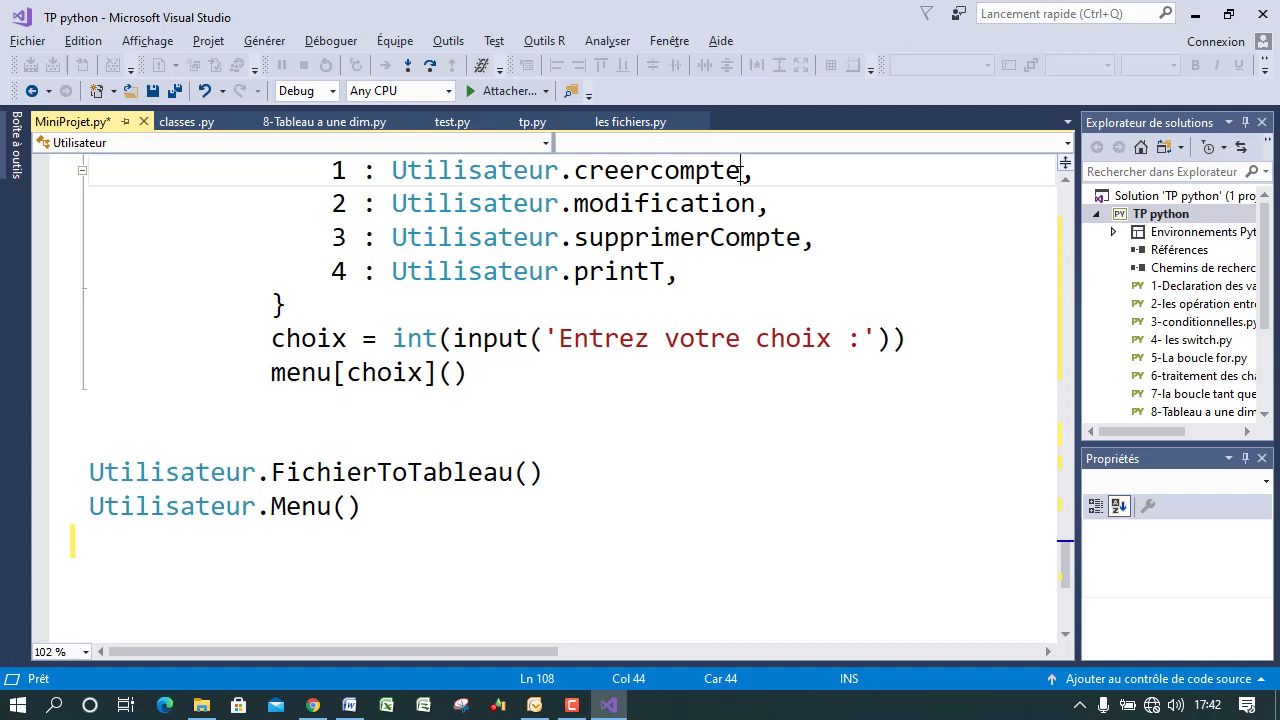 TP python - Microsoft Visual Studio
Lancement rapide (Ctrl+Q)
Fichier Edition Affichage Projet Générer Déboguer Équipe Outils Test Outils R Analyser Fenêtre Aide
Connexion
Debug Any CPU Attacher...
Boîte à outils
MiniProjet.py* classes .py 8-Tableau a une dim.py test.py tp.py les fichiers.py
Utilisateur
1 : Utilisateur.creercompte,
2 : Utilisateur.modification,
3 : Utilisateur.supprimerCompte,
4 : Utilisateur.printT,
}
choix = int(input('Entrez votre choix :'))
menu[choix]()
Utilisateur.FichierToTableau()
Utilisateur.Menu()
102 %
Explorateur de solutions
Rechercher dans Explorateur de
Solution 'TP python' (1 proj
TP python
Environnements Pyt
Références
Chemins de recherc
1-Declaration des va
2-les opération entre
3-conditionnelles.py
4- les switch.py
5-La boucle for.py
6-traitement des cha
7-la boucle tant que
8-Tableau a une dim
Propriétés
Prêt Ln 108 Col 44 Car 44 INS Ajouter au contrôle de code source
17:42